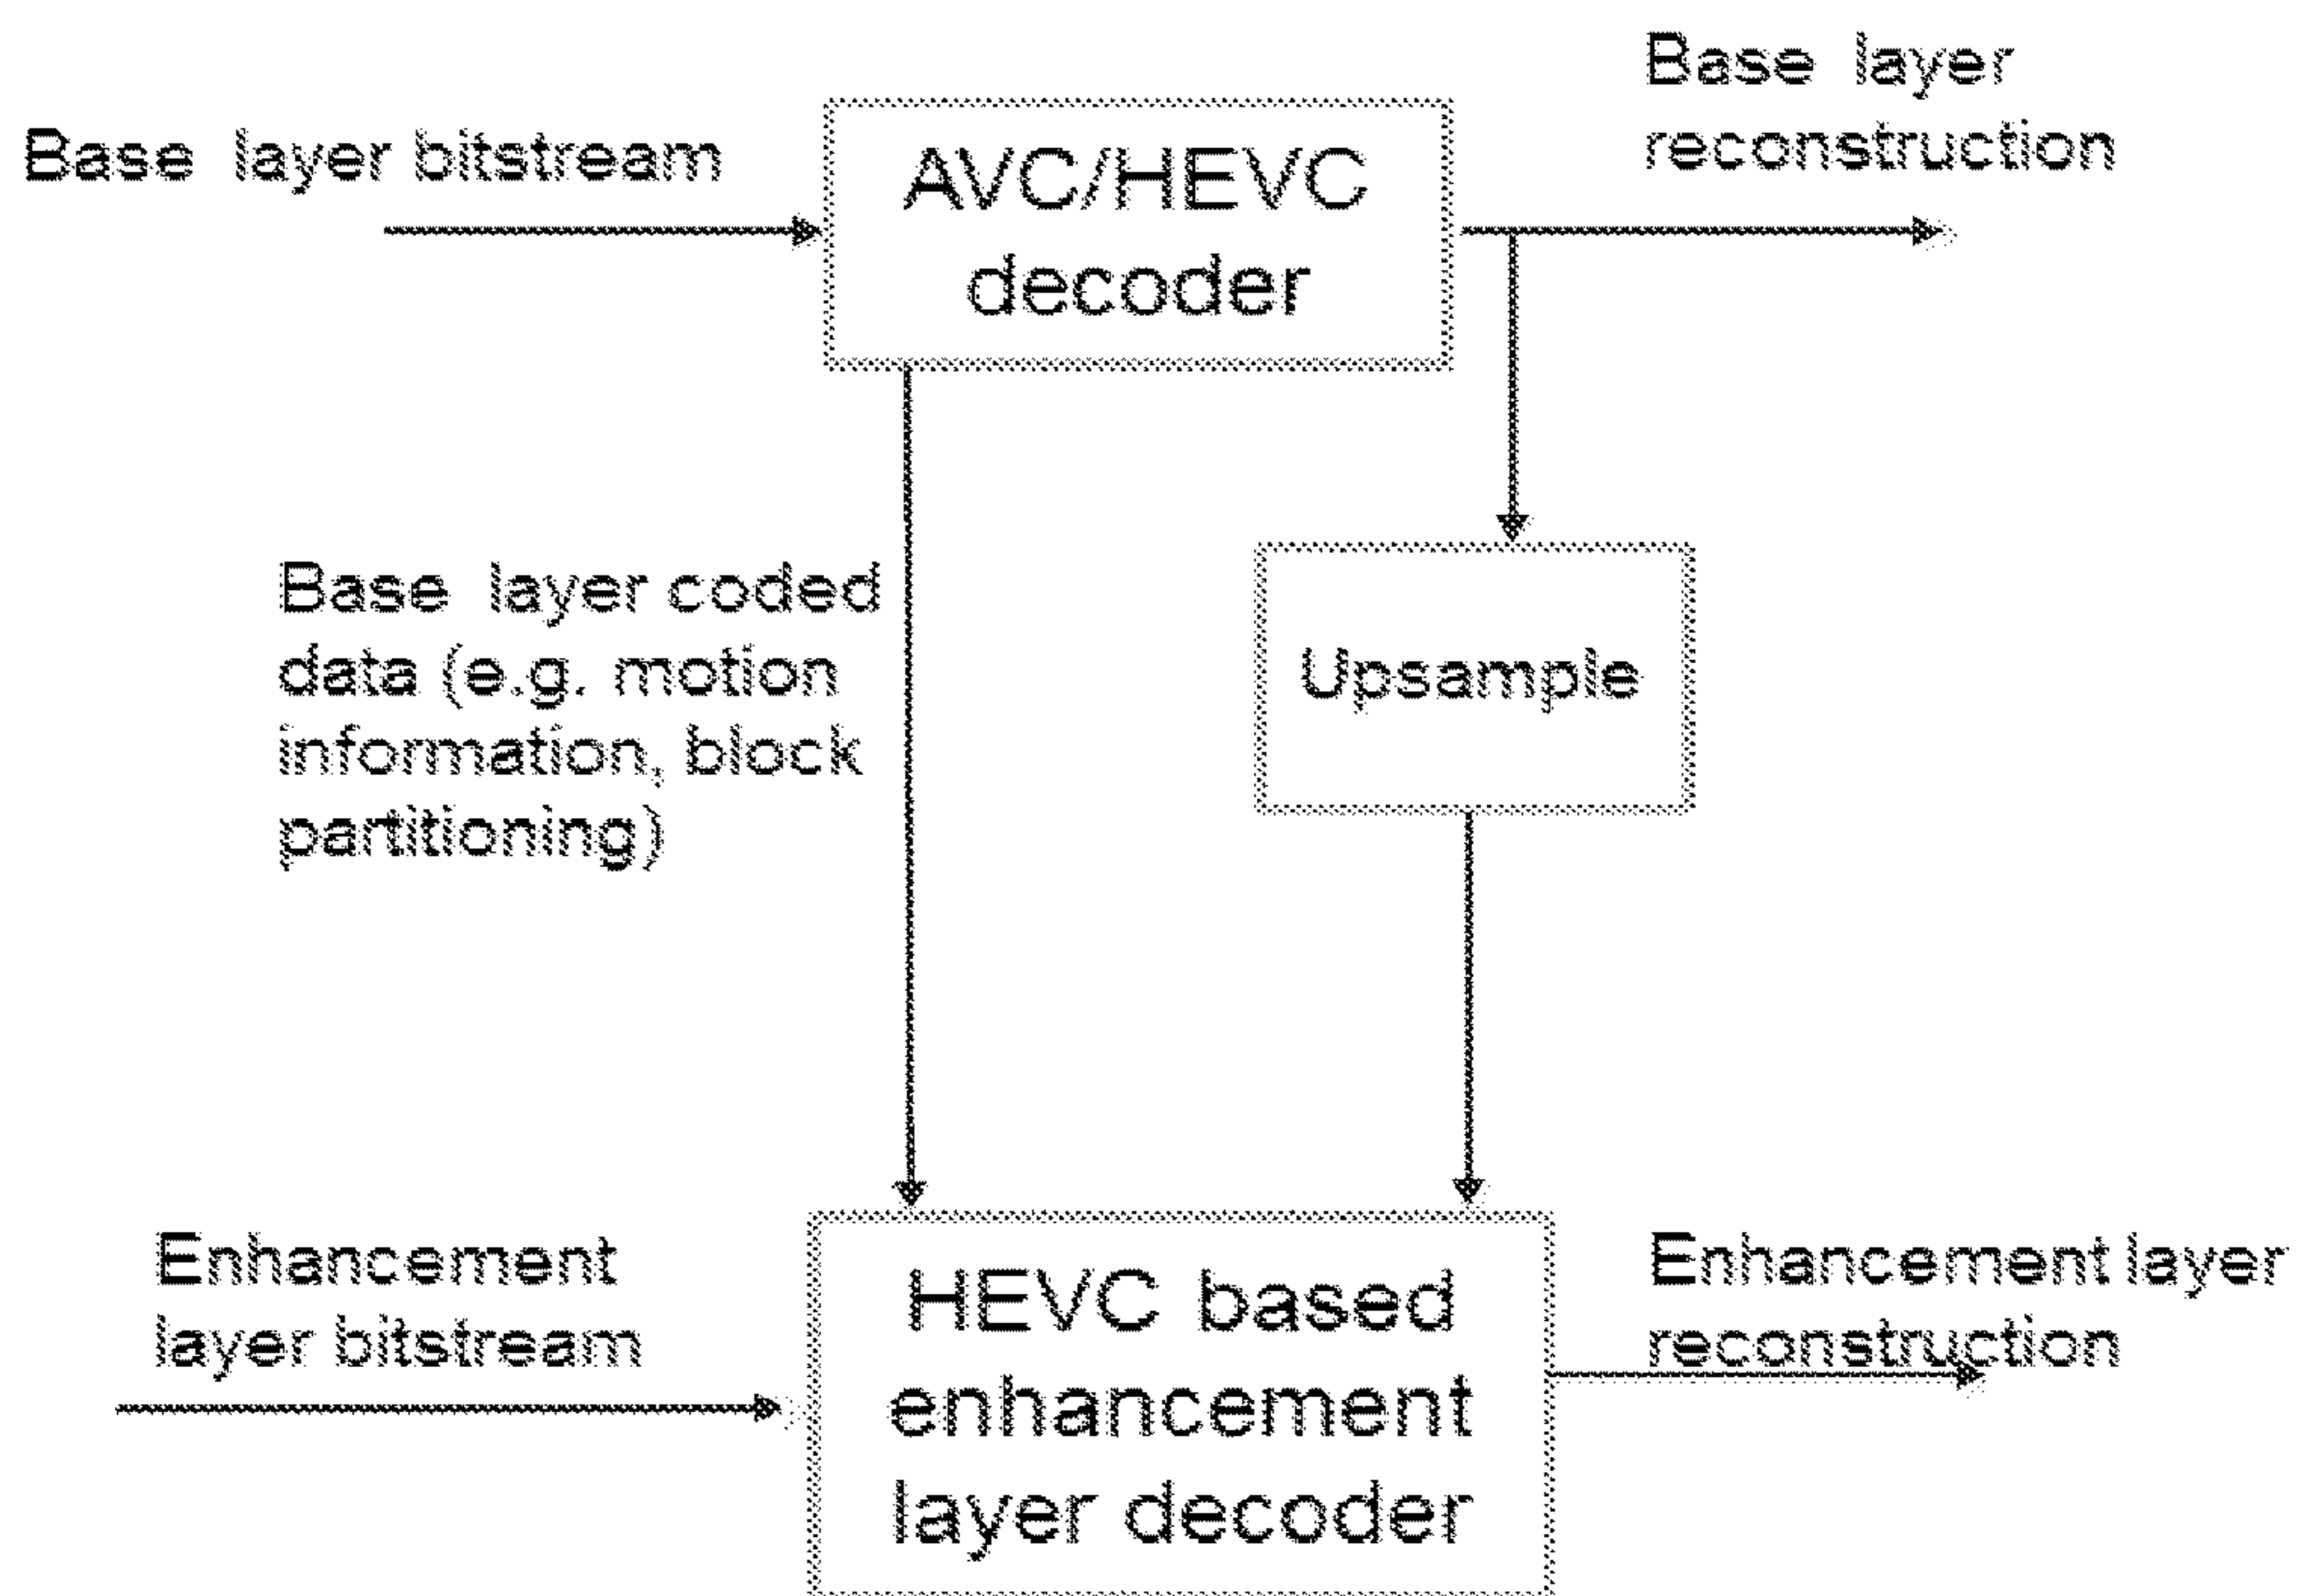 Base layer bitstream
AVC/HEVC
decoder
Base layer
reconstruction
Base layer coded
data (e.g. motion
information, block
partitioning)
Upsample
Enhancement
layer bitstream
HEVC based
enhancement
layer decoder
Enhancement layer
reconstruction